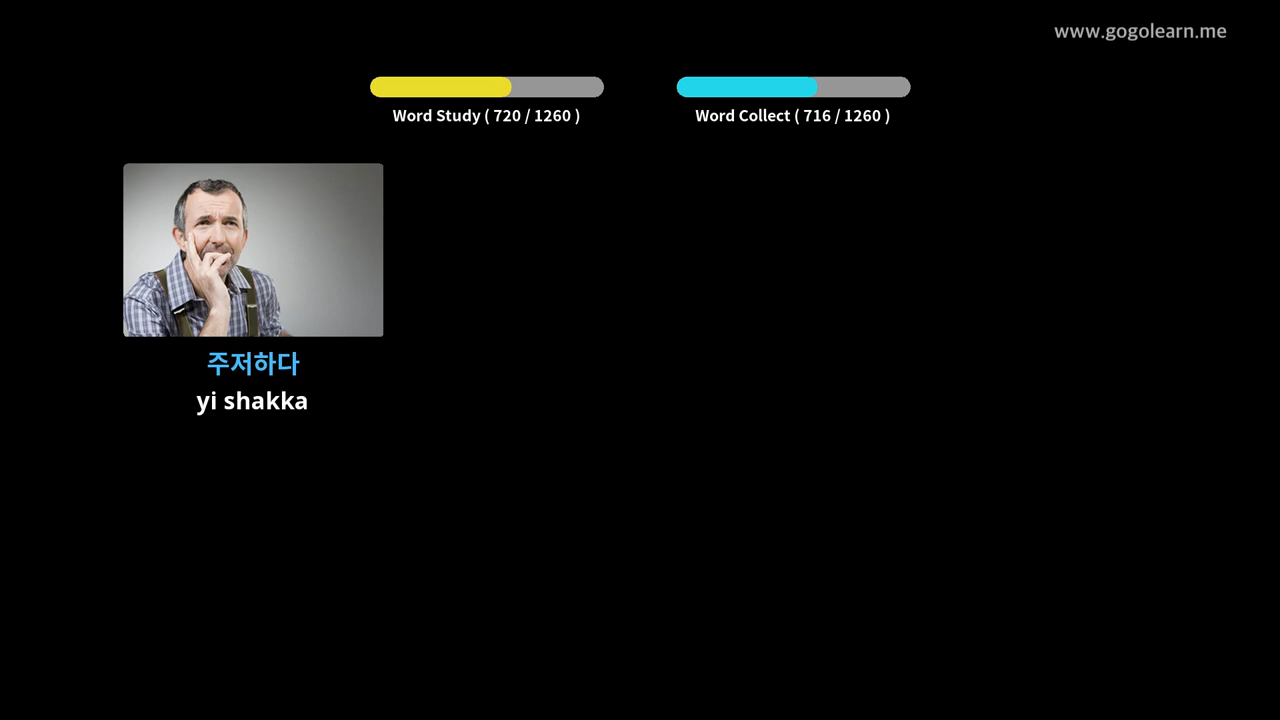 www.gogolearn.me
Word Study ( 720 / 1260 )
Word Collect ( 716 / 1260 )
주저하다
yi shakka